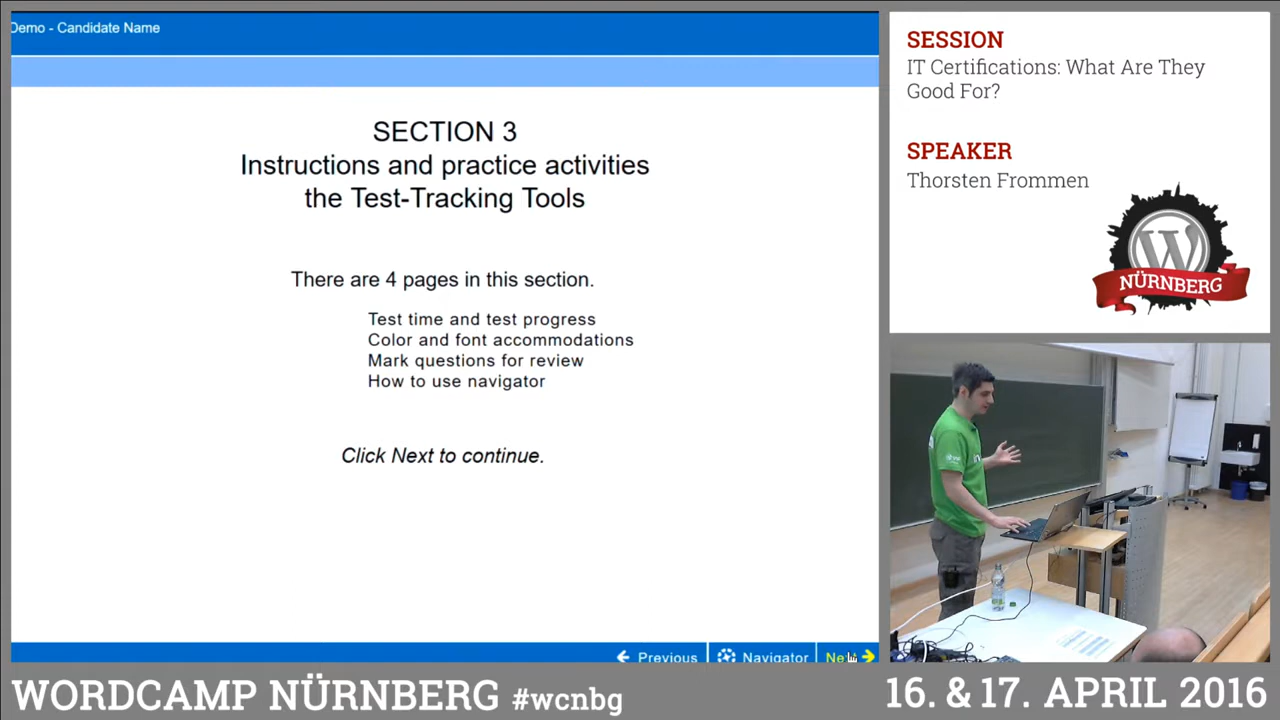 Demo - Candidate Name
SECTION 3
Instructions and practice activities
the Test-Tracking Tools
There are 4 pages in this section.
Test time and test progress
Color and font accommodations
Mark questions for review
How to use navigator
Click Next to continue.
Previous
Navigator
Next
SESSION
IT Certifications: What Are They
Good For?
SPEAKER
Thorsten Frommen
W
NÜRNBERG
WORDCAMP NÜRNBERG #wcnbg
16. & 17. APRIL 2016